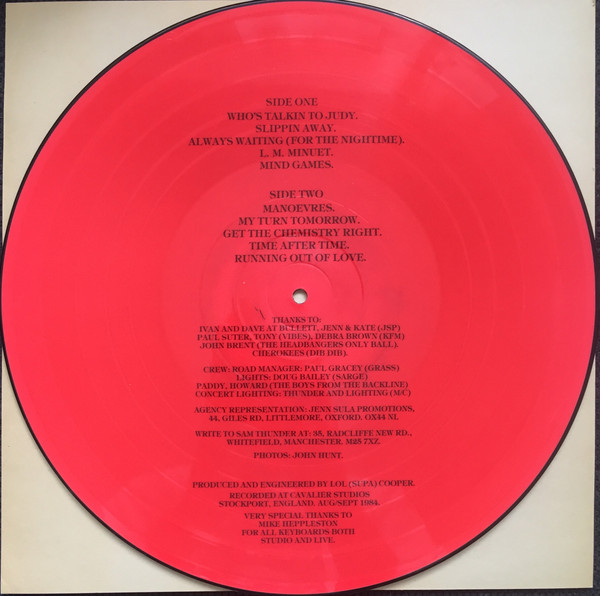 SIDE ONE
WHO'S TALKIN TO JUDY.
SLIPPIN AWAY.
ALWAYS WAITING (FOR THE NIGHTIME).
L. M. MINUET.
MIND GAMES.
SIDE TWO
MANOEVRES.
MY TURN TOMORROW.
GET THE CHEMISTRY RIGHT.
TIME AFTER TIME.
RUNNING OUT OF LOVE.
THANKS TO:
IVAN AND DAVE AT BULLETT, JENN & KATE (JSP)
PAUL SUTER, TONY (VIBES), DEBRA BROWN (KFM)
JOHN BRENT (THE HEADBANGERS ONLY BALL).
CHEROKEES (DIB DIB).
CREW: ROAD MANAGER: PAUL GRACEY (GRASS)
LIGHTS: DOUG BAILEY (SARGE)
PADDY, HOWARD (THE BOYS FROM THE BACKLINE)
CONCERT LIGHTING: THUNDER AND LIGHTING (M/C)
AGENCY REPRESENTATION: JENN SULA PROMOTIONS,
44, GILES RD, LITTLEMORE, OXFORD. OX44 NL
WRITE TO SAM THUNDER AT: 35, RADCLIFFE NEW RD.,
WHITEFIELD, MANCHESTER, M25 7XZ.
PHOTOS: JOHN HUNT.
PRODUCED AND ENGINEERED BY LOL (SUPA) COOPER.
RECORDED AT CAVALIER STUDIOS
STOCKPORT, ENGLAND. AUG/SEPT 1984.
VERY SPECIAL THANKS TO
MIKE HEPPLESTON
FOR ALL KEYBOARDS BOTH
STUDIO AND LIVE.